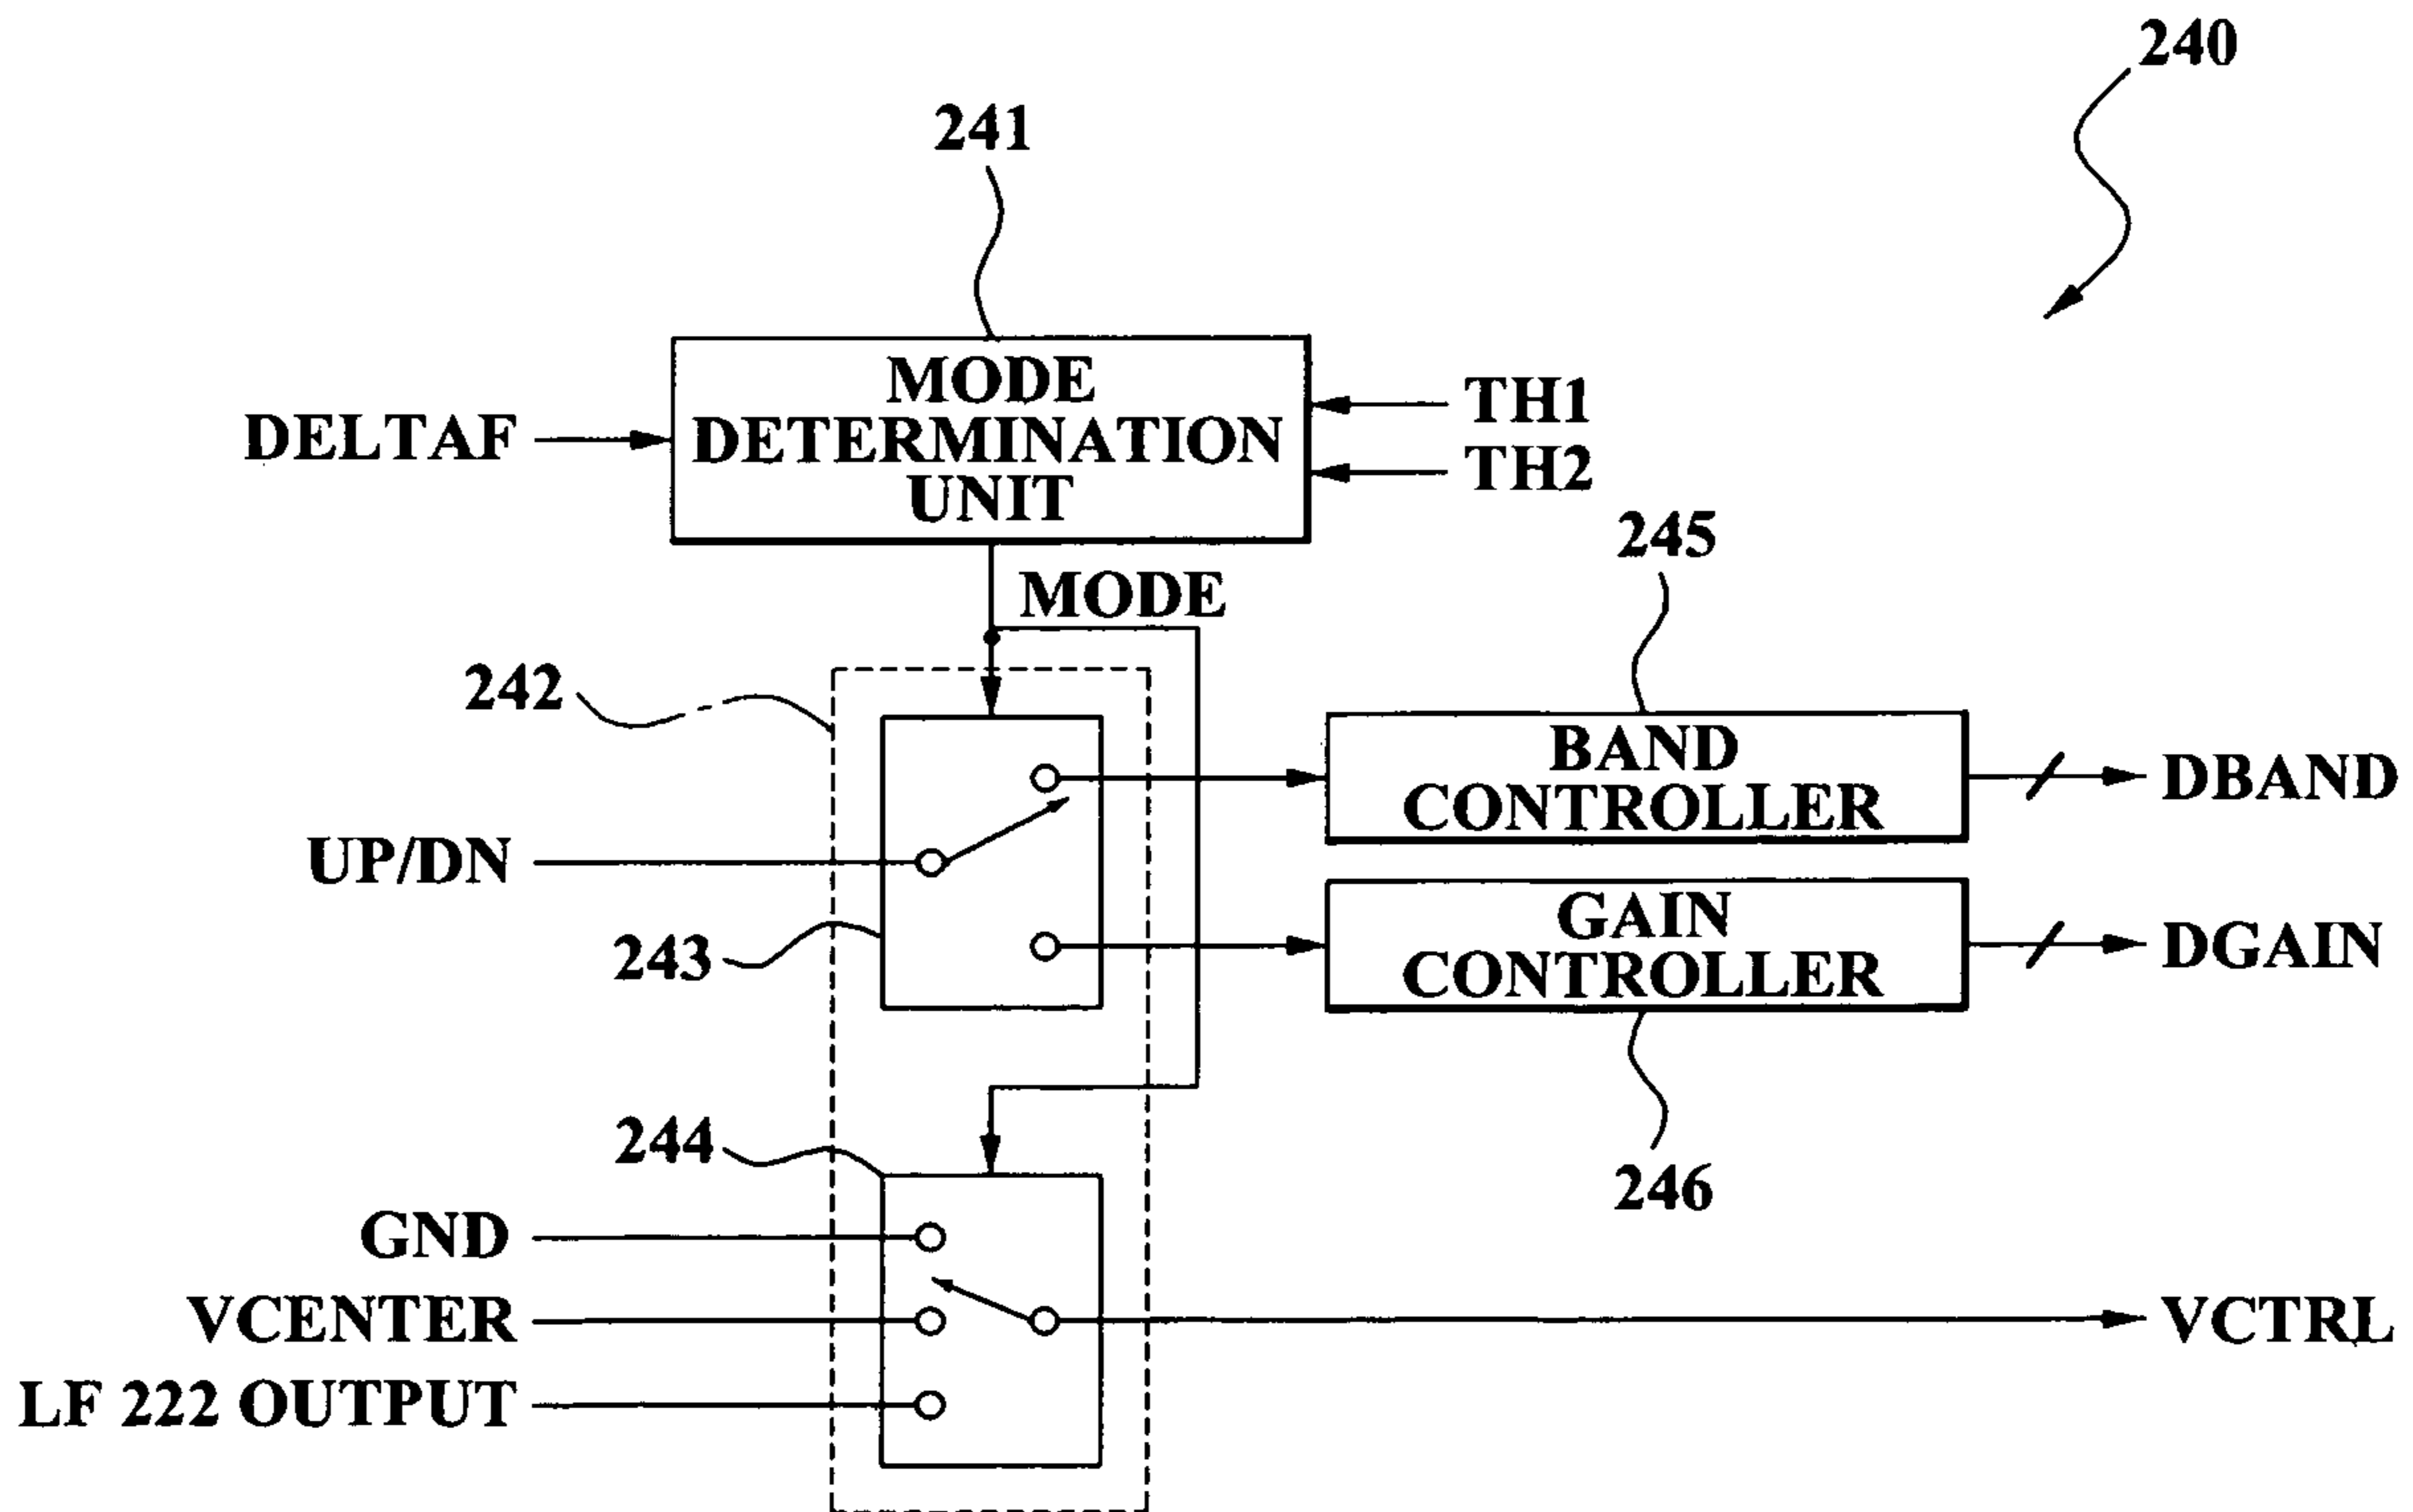 240
241
MODE
DETERMINATION
UNIT
DELTAF
TH1
TH2
MODE
245
242
BAND
CONTROLLER
DBAND
UP/DN
243
GAIN
CONTROLLER
DGAIN
244
246
GND
VCENTER
VCTRL
LF 222 OUTPUT